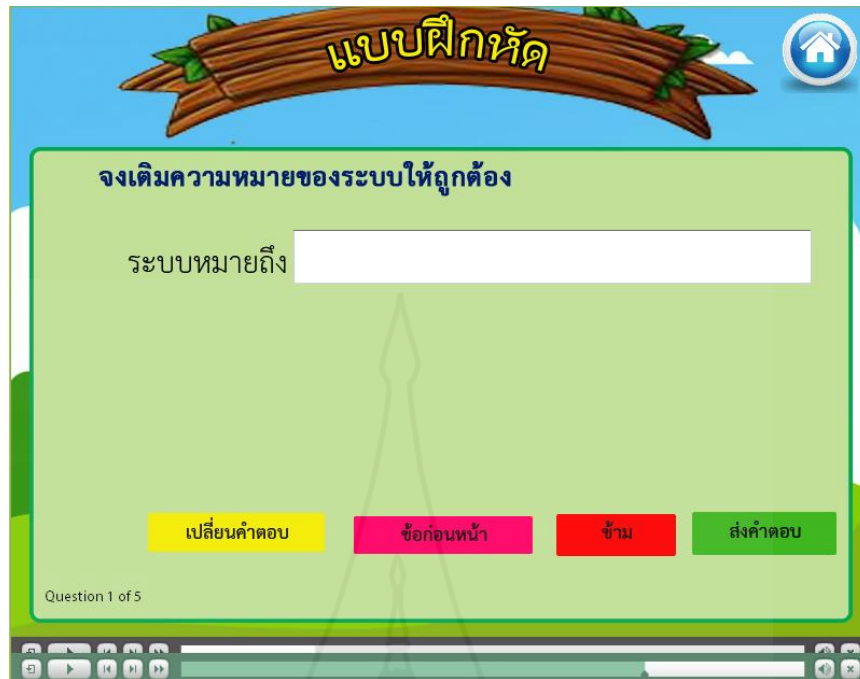 แบบฝึกหัด
จงเติมความหมายของระบบให้ถูกต้อง
ระบบหมายถึง
เปลี่ยนคำตอบ
ข้อก่อนหน้า
ข้าม
ส่งคำตอบ
Question 1 of 5